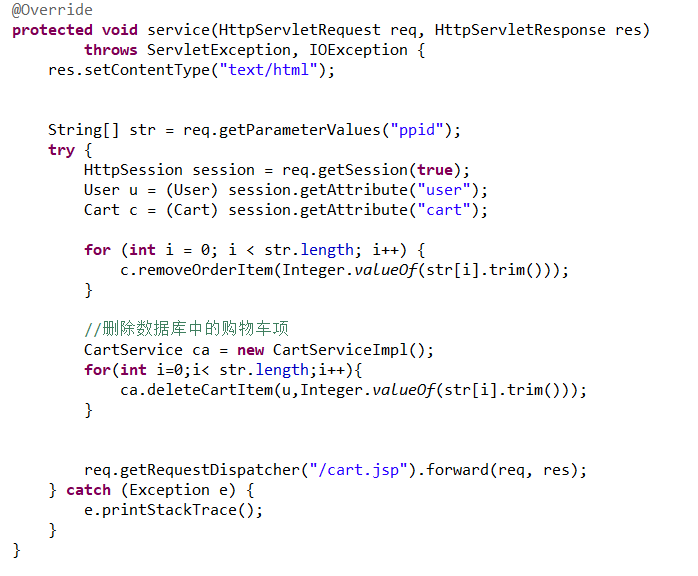 @Override
protected void service(HttpServletRequest req, HttpServletResponse res)
        throws ServletException, IOException {
    res.setContentType("text/html");
    String[] str = req.getParameterValues("ppid");
    try {
        HttpSession session = req.getSession(true);
        User u = (User) session.getAttribute("user");
        Cart c = (Cart) session.getAttribute("cart");
        for (int i = 0; i < str.length; i++) {
            c.removeOrderItem(Integer.valueOf(str[i].trim()));
        }
        //删除数据库中的购物车项
        CartService ca = new CartServiceImpl();
        for(int i=0;i< str.length;i++){
            ca.deleteCartItem(u,Integer.valueOf(str[i].trim()));
        }
        req.getRequestDispatcher("/cart.jsp").forward(req, res);
    } catch (Exception e) {
        e.printStackTrace();
    }
}